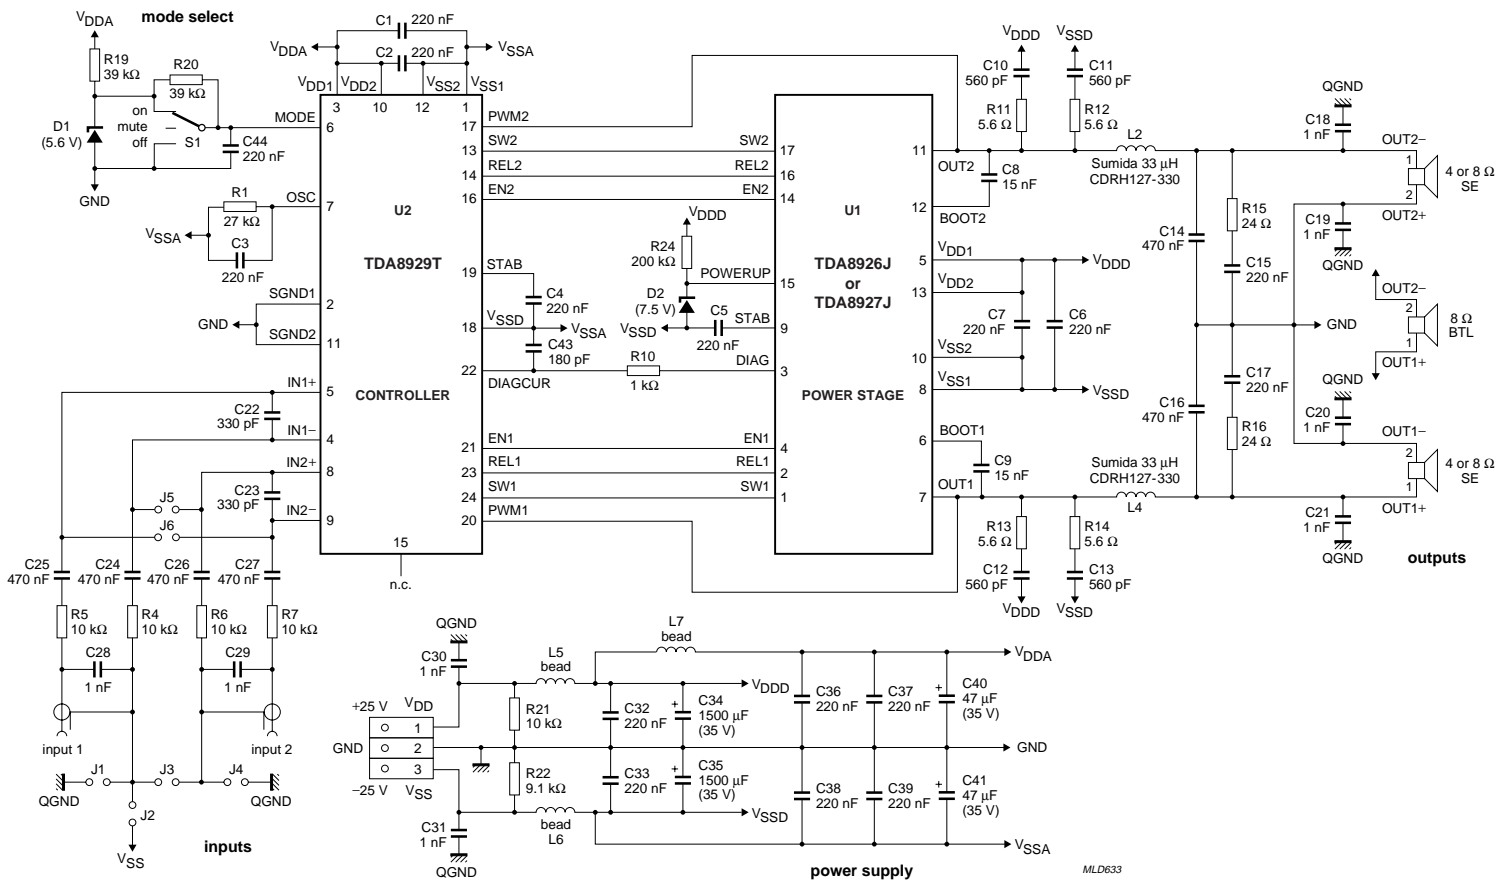 mode select
VDDA
R19
39 kΩ
R20
39 kΩ
on
mute
off
S1
D1
(5.6 V)
C44
220 nF
GND
MODE
6
C1
220 nF
C2
220 nF
VDDA
VSSA
VDD1
VDD2
VSS2
VSS1
3
10
12
1
R1
27 kΩ
C3
220 nF
VSSA
OSC
7
SGND1
2
GND
SGND2
11
IN1+
5
C22
330 pF
IN1−
4
IN2+
8
C23
330 pF
IN2−
9
J5
J6
U2
TDA8929T
CONTROLLER
15
n.c.
17
PWM2
13
SW2
14
REL2
16
EN2
19
STAB
C4
220 nF
18
VSSD
VSSA
C43
180 pF
22
DIAGCUR
R10
1 kΩ
21
EN1
23
REL1
24
SW1
20
PWM1
VDDD
R24
200 kΩ
POWERUP
15
D2
(7.5 V)
VSSD
C5
220 nF
STAB
9
DIAG
3
SW2
17
REL2
16
EN2
14
EN1
4
REL1
2
SW1
1
U1
TDA8926J
or
TDA8927J
POWER STAGE
11
OUT2
C8
15 nF
12
BOOT2
5
VDD1
VDDD
13
VDD2
C7
220 nF
C6
220 nF
10
VSS2
8
VSS1
VSSD
6
BOOT1
C9
15 nF
7
OUT1
VDDD
VSSD
C10
560 pF
C11
560 pF
R11
5.6 Ω
R12
5.6 Ω
L2
Sumida 33 µH
CDRH127-330
Sumida 33 µH
CDRH127-330
L4
R13
5.6 Ω
R14
5.6 Ω
C12
560 pF
C13
560 pF
VDDD
VSSD
C14
470 nF
R15
24 Ω
C15
220 nF
C16
470 nF
C17
220 nF
R16
24 Ω
GND
QGND
C18
1 nF
C19
1 nF
QGND
QGND
C20
1 nF
C21
1 nF
QGND
OUT2−
1
2
OUT2+
4 or 8 Ω
SE
OUT2−
2
1
OUT1+
8 Ω
BTL
OUT1−
2
1
OUT1+
4 or 8 Ω
SE
outputs
C25
470 nF
C24
470 nF
C26
470 nF
C27
470 nF
R5
10 kΩ
R4
10 kΩ
R6
10 kΩ
R7
10 kΩ
C28
1 nF
C29
1 nF
input 1
input 2
J1
J3
J4
QGND
QGND
J2
VSS
inputs
QGND
C30
1 nF
L5
bead
L7
bead
VDDA
VDDD
+25 V
VDD
1
GND
2
3
−25 V
VSS
R21
10 kΩ
R22
9.1 kΩ
C32
220 nF
+
C34
1500 µF
(35 V)
C33
220 nF
+
C35
1500 µF
(35 V)
C36
220 nF
C37
220 nF
+
C40
47 µF
(35 V)
GND
C38
220 nF
C39
220 nF
+
C41
47 µF
(35 V)
C31
1 nF
QGND
bead
L6
VSSD
VSSA
power supply
MLD633